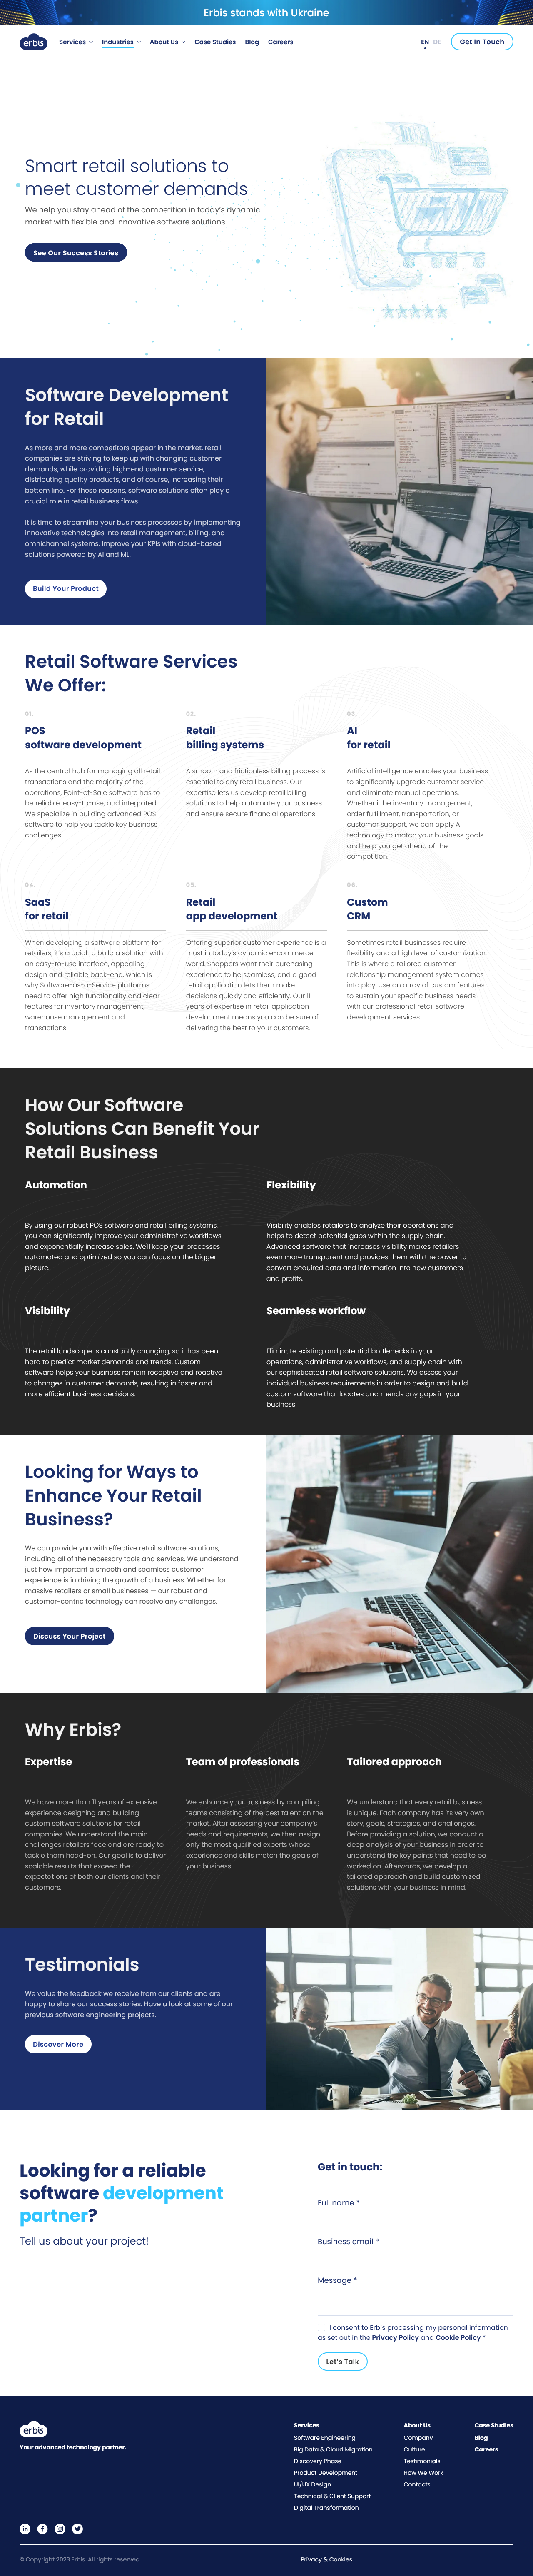 Erbis stands with Ukraine
erbis
Services
Industries
About Us
Case Studies
Blog
Careers
EN DE
Get In Touch
Smart retail solutions to
meet customer demands
We help you stay ahead of the competition in today's dynamic
market with flexible and innovative software solutions.
See Our Success Stories
Software Development
for Retail
As more and more competitors appear in the market, retail
companies are striving to keep up with changing customer
demands, while providing high-end customer service,
distributing quality products, and of course, increasing their
bottom line. For these reasons, software solutions often play a
crucial role in retail business flows.
It is time to streamline your business processes by implementing
innovative technologies into retail management, billing, and
omnichannel systems. Improve your KPIs with cloud-based
solutions powered by AI and ML.
Build Your Product
Retail Software Services
We Offer:
01.
POS
software development
As the central hub for managing all retail
transactions and the majority of the
operations, Point-of-Sale software has to
be reliable, easy-to-use, and integrated.
We specialize in building advanced POS
software to help you tackle key business
challenges.
02.
Retail
billing systems
A smooth and frictionless billing process is
essential to any retail business. Our
expertise lets us develop retail billing
solutions to help automate your business
and ensure secure financial operations.
03.
AI
for retail
Artificial intelligence enables your business
to significantly upgrade customer service
and eliminate manual operations.
Whether it be inventory management,
order fulfillment, transportation, or
customer support, we can apply AI
technology to match your business goals
and help you get ahead of the
competition.
04.
SaaS
for retail
When developing a software platform for
retailers, it's crucial to build a solution with
an easy-to-use interface, appealing
design and reliable back-end, which is
why Software-as-a-Service platforms
need to offer high functionality and clear
features for inventory management,
warehouse management and
transactions.
05.
Retail
app development
Offering superior customer experience is a
must in today's dynamic e-commerce
world. Shoppers want their purchasing
experience to be seamless, and a good
retail application lets them make
decisions quickly and efficiently. Our 11
years of expertise in retail application
development means you can be sure of
delivering the best to your customers.
06.
Custom
CRM
Sometimes retail businesses require
flexibility and a high level of customization.
This is where a tailored customer
relationship management system comes
into play. Use an array of custom features
to sustain your specific business needs
with our professional retail software
development services.
How Our Software
Solutions Can Benefit Your
Retail Business
Automation
By using our robust POS software and retail billing systems,
you can significantly improve your administrative workflows
and exponentially increase sales. We'll keep your processes
automated and optimized so you can focus on the bigger
picture.
Flexibility
Visibility enables retailers to analyze their operations and
helps to detect potential gaps within the supply chain.
Advanced software that increases visibility makes retailers
even more transparent and provides them with the power to
convert acquired data and information into new customers
and profits.
Visibility
The retail landscape is constantly changing, so it has been
hard to predict market demands and trends. Custom
software helps your business remain receptive and reactive
to changes in customer demands, resulting in faster and
more efficient business decisions.
Seamless workflow
Eliminate existing and potential bottlenecks in your
operations, administrative workflows, and supply chain with
our sophisticated retail software solutions. We assess your
individual business requirements in order to design and build
custom software that locates and mends any gaps in your
business.
Looking for Ways to
Enhance Your Retail
Business?
We can provide you with effective retail software solutions,
including all of the necessary tools and services. We understand
just how important a smooth and seamless customer
experience is in driving the growth of a business. Whether for
massive retailers or small businesses — our robust and
customer-centric technology can resolve any challenges.
Discuss Your Project
Why Erbis?
Expertise
We have more than 11 years of extensive
experience designing and building
custom software solutions for retail
companies. We understand the main
challenges retailers face and are ready to
tackle them head-on. Our goal is to deliver
scalable results that exceed the
expectations of both our clients and their
customers.
Team of professionals
We enhance your business by compiling
teams consisting of the best talent on the
market. After assessing your company's
needs and requirements, we then assign
only the most qualified experts whose
experience and skills match the goals of
your business.
Tailored approach
We understand that every retail business
is unique. Each company has its very own
story, goals, strategies, and challenges.
Before providing a solution, we conduct a
deep analysis of your business in order to
understand the key points that need to be
worked on. Afterwards, we develop a
tailored approach and build customized
solutions with your business in mind.
Testimonials
We value the feedback we receive from our clients and are
happy to share our success stories. Have a look at some of our
previous software engineering projects.
Discover More
Looking for a reliable
software development
partner?
Tell us about your project!
Get in touch:
Full name *
Business email *
Message *
I consent to Erbis processing my personal information
as set out in the Privacy Policy and Cookie Policy *
Let's Talk
erbis
Your advanced technology partner.
Services
Software Engineering
Big Data & Cloud Migration
Discovery Phase
Product Development
UI/UX Design
Technical & Client Support
Digital Transformation
About Us
Company
Culture
Testimonials
How We Work
Contacts
Case Studies
Blog
Careers
© Copyright 2023 Erbis. All rights reserved
Privacy & Cookies